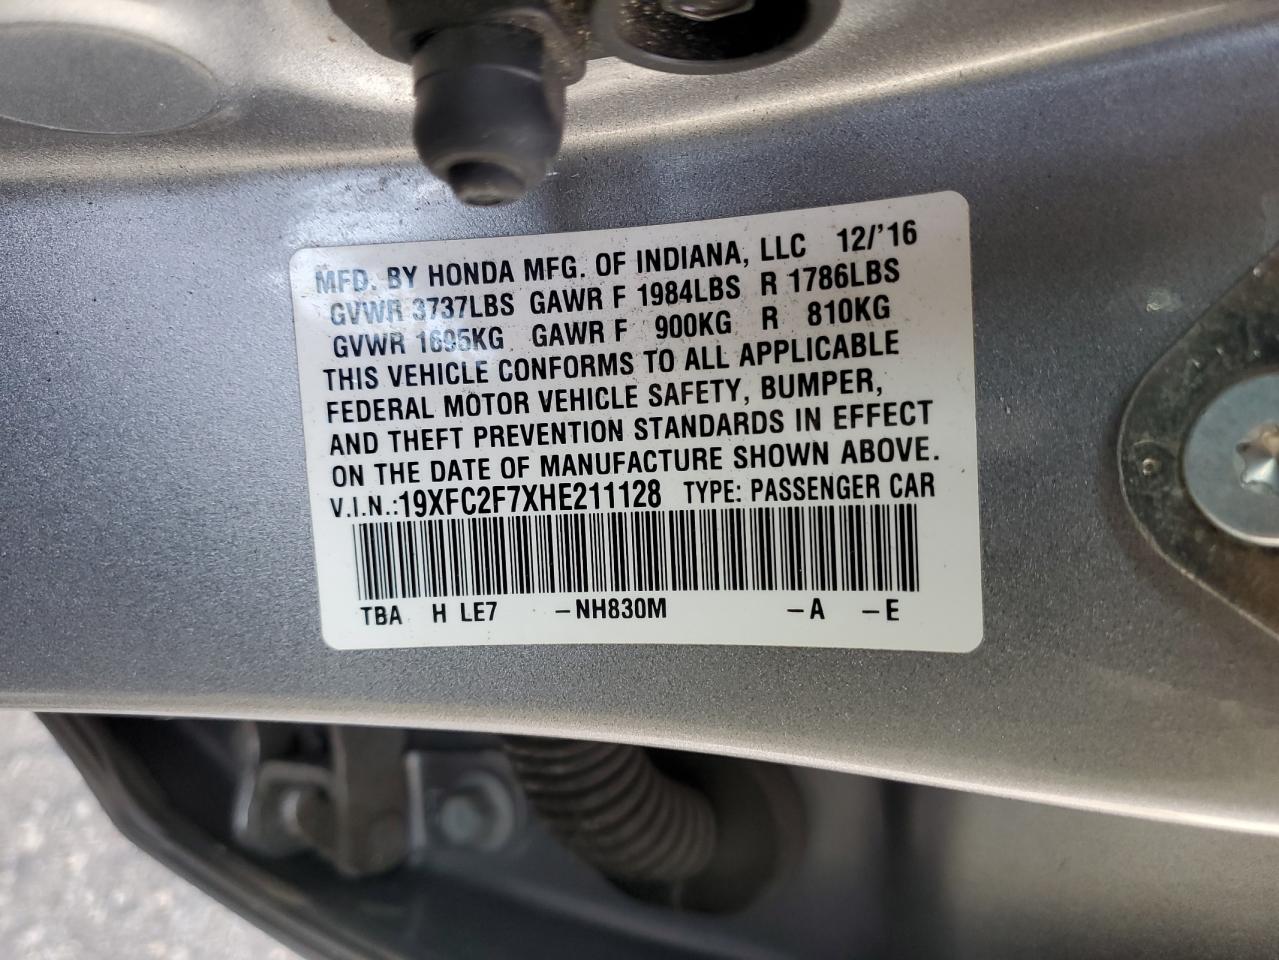 MFD. BY HONDA MFG. OF INDIANA, LLC 12/'16
GVWR 3737LBS GAWR F 1984LBS R 1786LBS
GVWR 1695KG GAWR F 900KG R 810KG
THIS VEHICLE CONFORMS TO ALL APPLICABLE
FEDERAL MOTOR VEHICLE SAFETY, BUMPER,
AND THEFT PREVENTION STANDARDS IN EFFECT
ON THE DATE OF MANUFACTURE SHOWN ABOVE.
V.I.N.:19XFC2F7XHE211128 TYPE: PASSENGER CAR
TBA H LE7 -NH830M -A -E